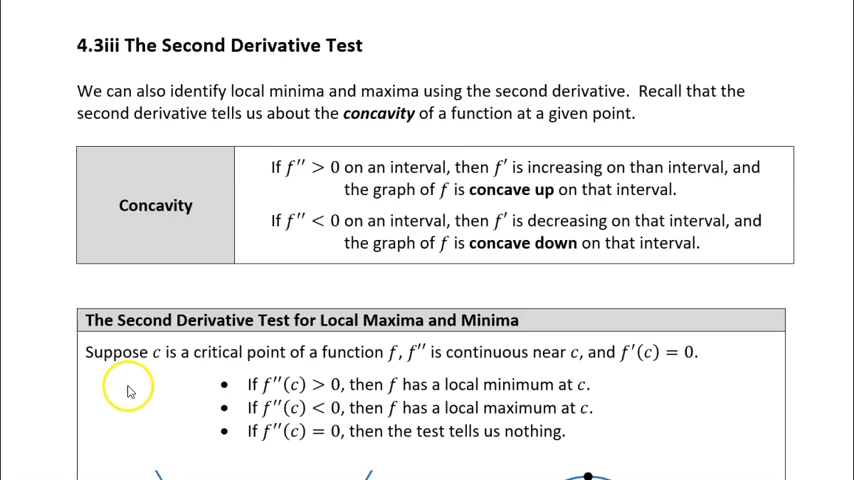 4.3iii The Second Derivative Test
We can also identify local minima and maxima using the second derivative. Recall that the
second derivative tells us about the concavity of a function at a given point.
Concavity
If f′′ > 0 on an interval, then f′ is increasing on than interval, and
the graph of f is concave up on that interval.
If f′′ < 0 on an interval, then f′ is decreasing on that interval, and
the graph of f is concave down on that interval.
The Second Derivative Test for Local Maxima and Minima
Suppose c is a critical point of a function f, f′′ is continuous near c, and f′(c) = 0.
• If f′′(c) > 0, then f has a local minimum at c.
• If f′′(c) < 0, then f has a local maximum at c.
• If f′′(c) = 0, then the test tells us nothing.